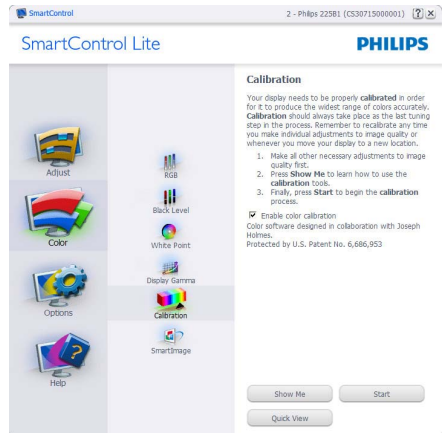 SmartControl
2 - Philips 225B1 (CS30715000001)
SmartControl Lite
PHILIPS
Adjust
Color
Options
Help
RGB
Black Level
White Point
Display Gamma
Calibration
SmartImage
Calibration
Your display needs to be properly calibrated in order
for it to produce the widest range of colors accurately.
Calibration should always take place as the last tuning
step in the process. Remember to recalibrate any time
you make individual adjustments to image quality or
whenever you move your display to a new location.
1. Make all other necessary adjustments to image
quality first.
2. Press Show Me to learn how to use the
calibration tools.
3. Finally, press Start to begin the calibration
process.
Enable color calibration
Color software designed in collaboration with Joseph
Holmes.
Protected by U.S. Patent No. 6,686,953
Show Me
Start
Quick View